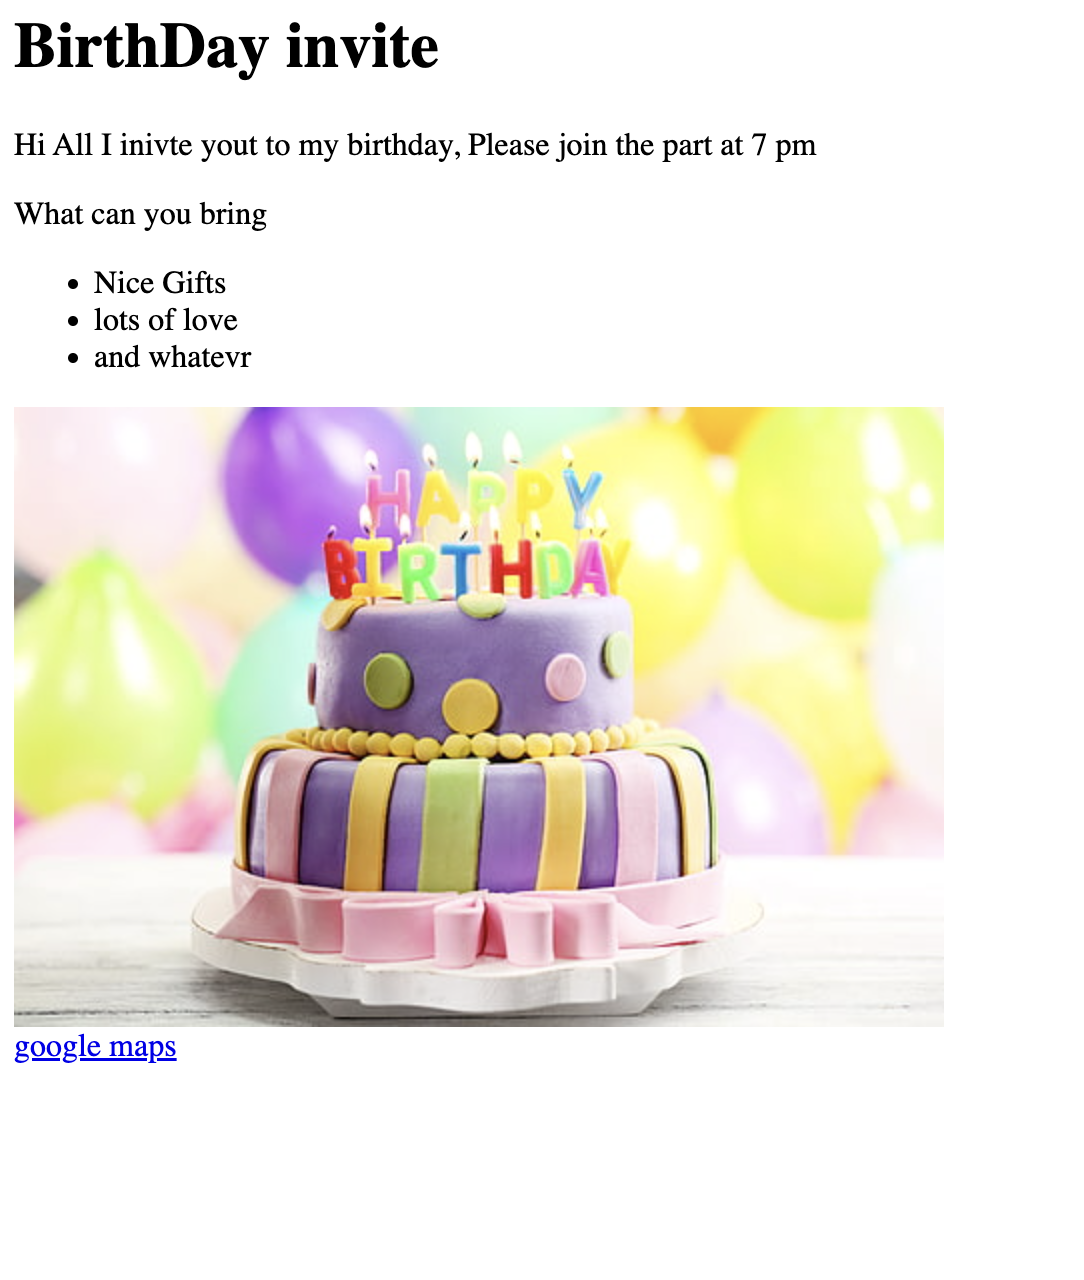 BirthDay invite
Hi All I inivte yout to my birthday, Please join the part at 7 pm
What can you bring
• Nice Gifts
• lots of love
• and whatevr
HAPPY
BIRTHDAY
google maps